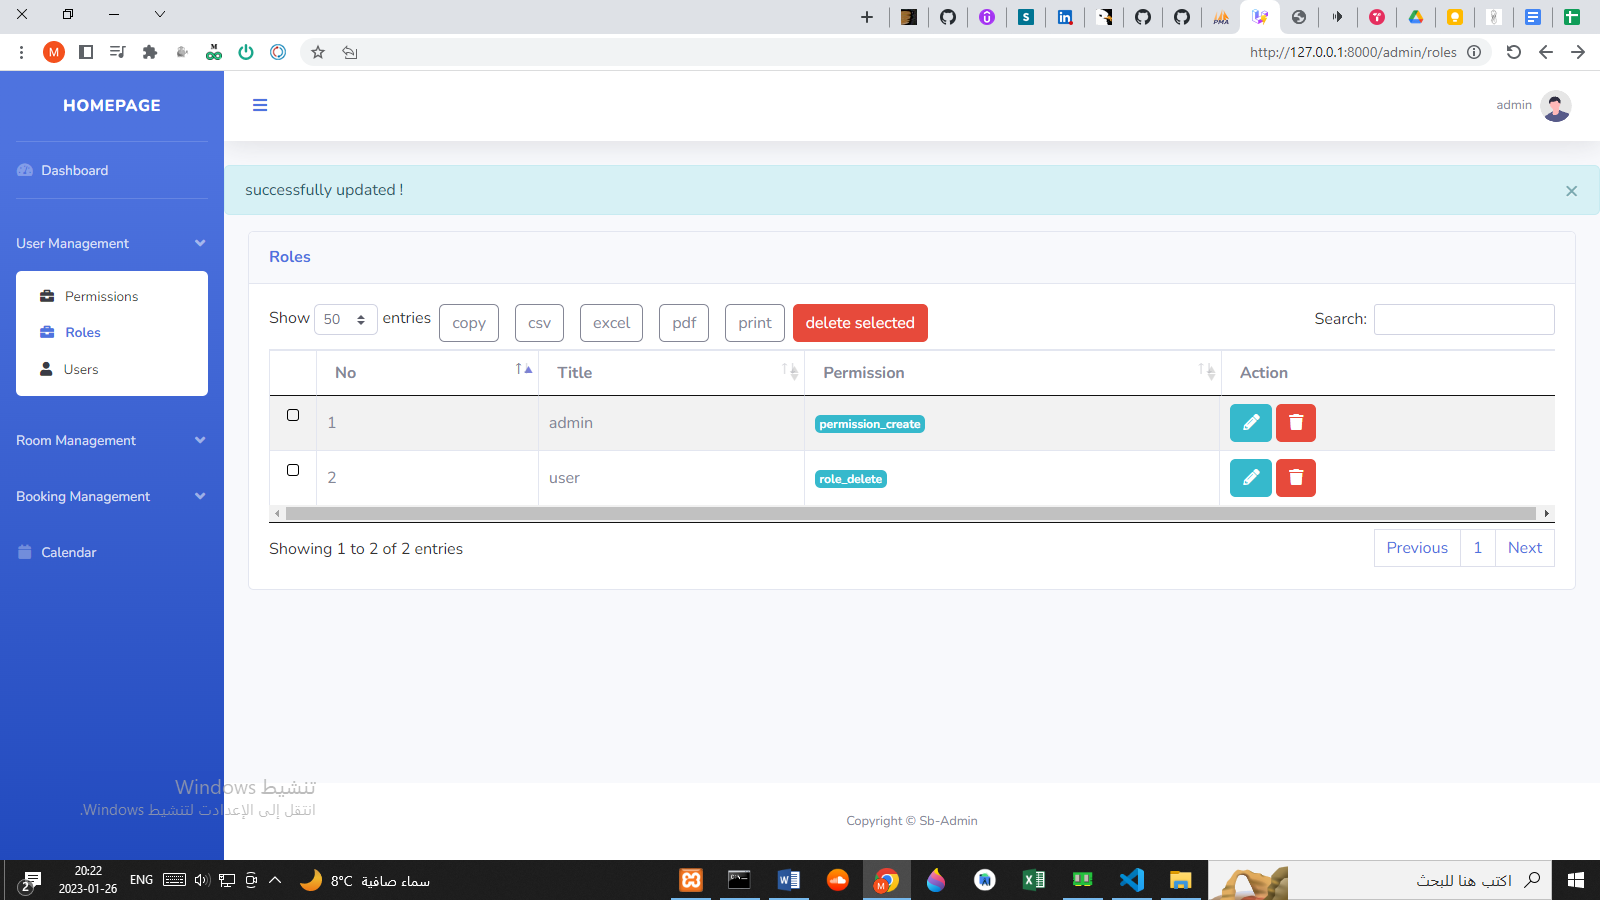 http://127.0.0.1:8000/admin/roles
M
HOMEPAGE
admin
Dashboard
successfully updated !
×
User Management
Permissions
Roles
Users
Room Management
Booking Management
Calendar
Roles
Show 50 entries
copy
csv
excel
pdf
print
delete selected
Search:
No
Title
Permission
Action
1
admin
permission_create
2
user
role_delete
Showing 1 to 2 of 2 entries
Previous
1
Next
تنشيط Windows
انتقل إلى الإعدادات لتنشيط Windows.
Copyright © Sb-Admin
2
20:22
2023-01-26
ENG
8°C سماء صافية
اكتب هنا للبحث